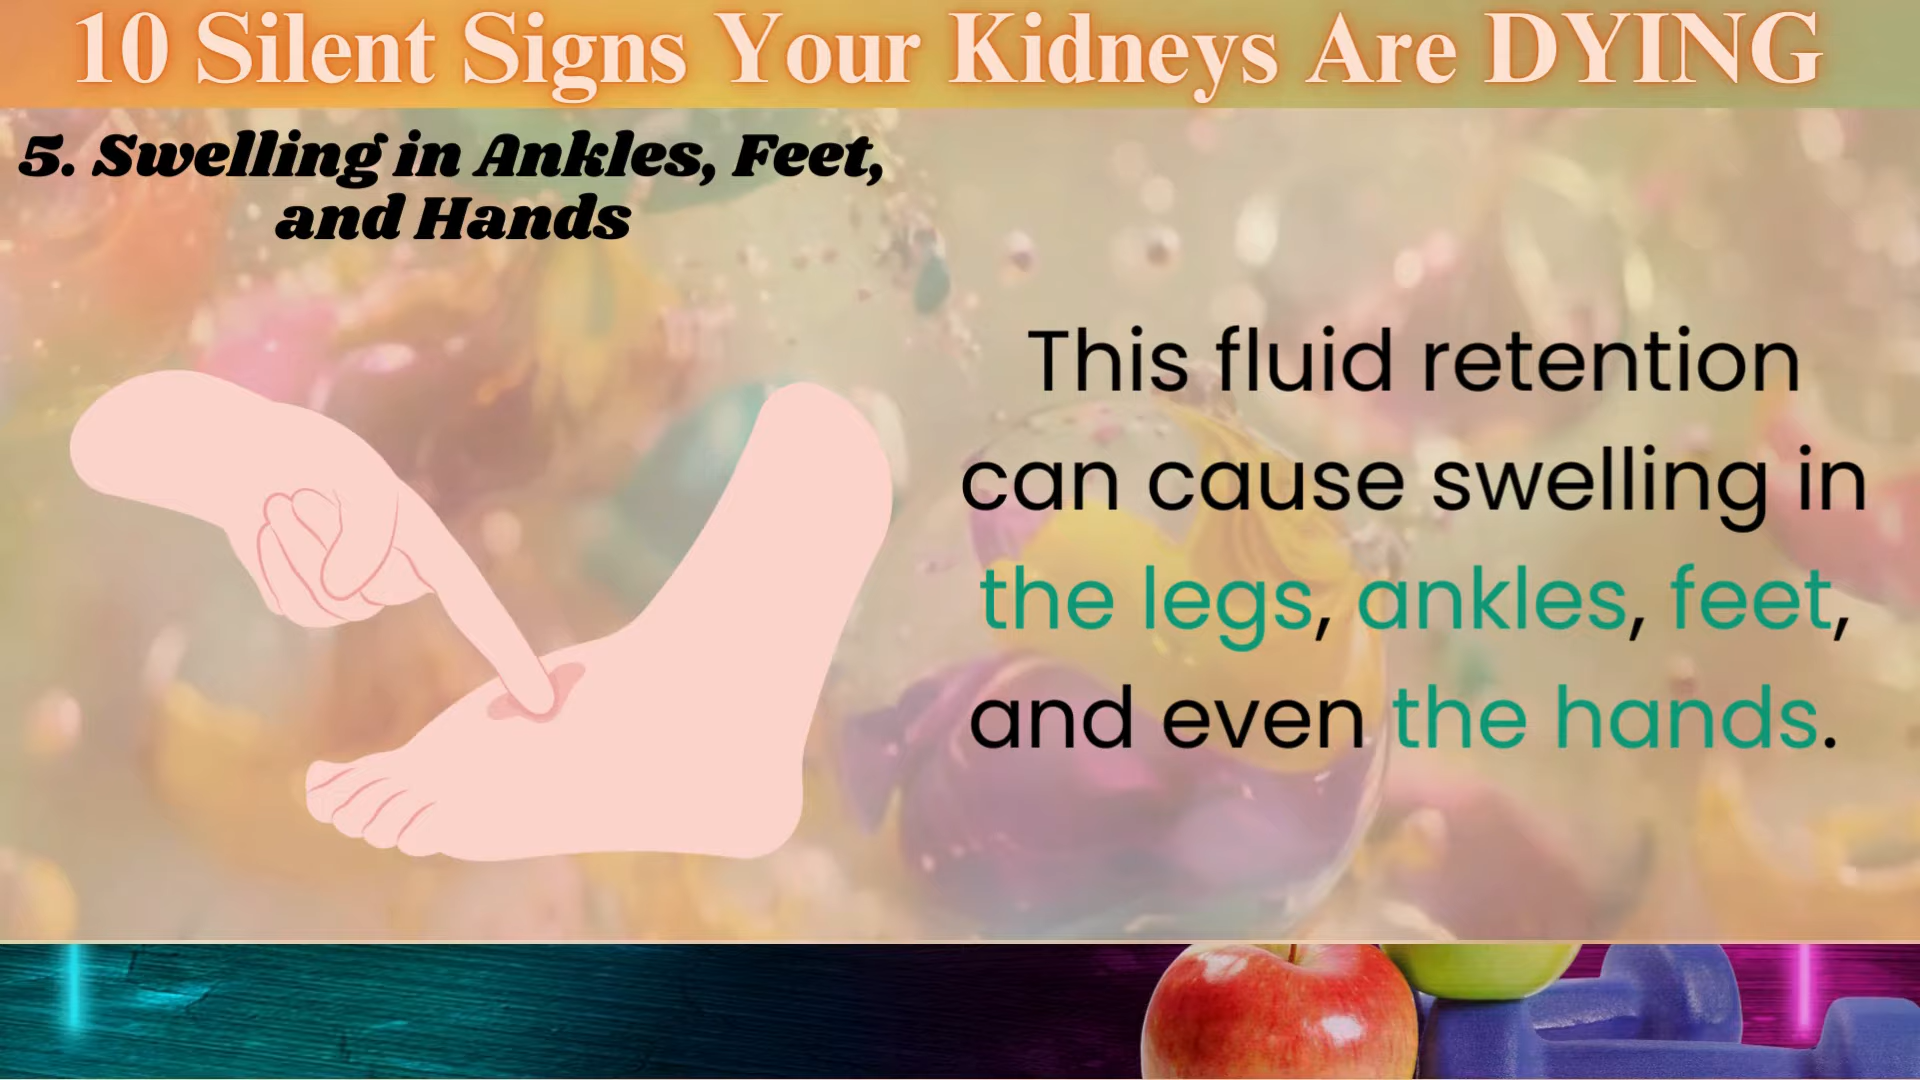 10 Silent Signs Your Kidneys Are DYING
5. Swelling in Ankles, Feet,
and Hands
This fluid retention
can cause swelling in
the legs, ankles, feet,
and even the hands.